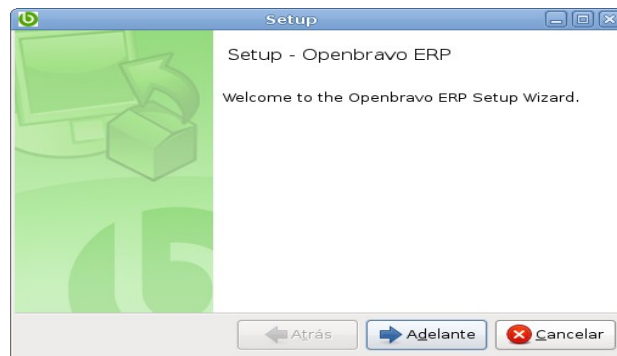 Setup
Setup - Openbravo ERP
Welcome to the Openbravo ERP Setup Wizard.
Atrás
Adelante
Cancelar